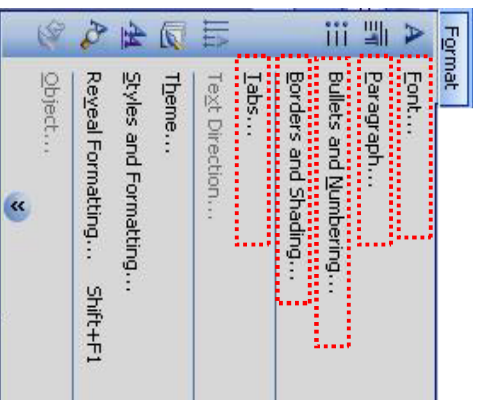 Format
Font...
Paragraph...
Bullets and Numbering...
Borders and Shading...
Tabs...
Text Direction...
Theme...
Styles and Formatting...
Reveal Formatting... Shift+F1
Object...